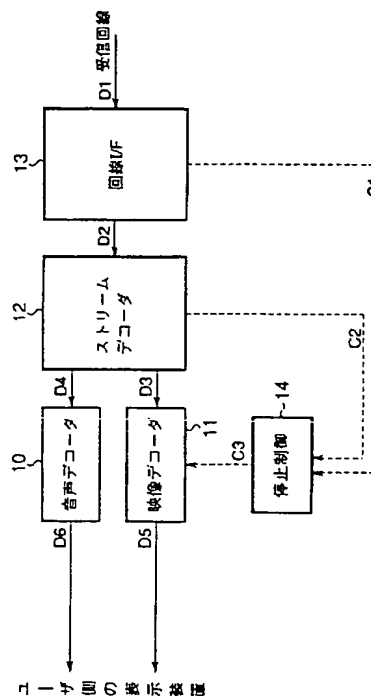 D1 受信回線
13
回線I/F
D2
12
ストリーム
デコーダ
D4
D3
10
音声デコーダ
映像デコーダ
11
D6
D5
C3
14
停止制御
C2
C1
ユーザ側の表示装置